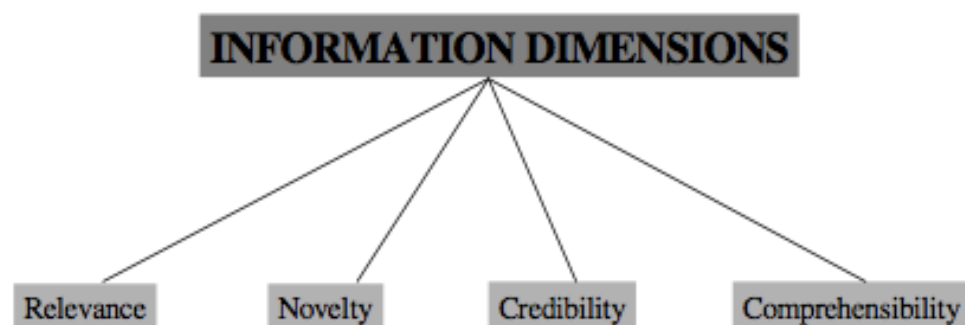 INFORMATION DIMENSIONS
Relevance
Novelty
Credibility
Comprehensibility